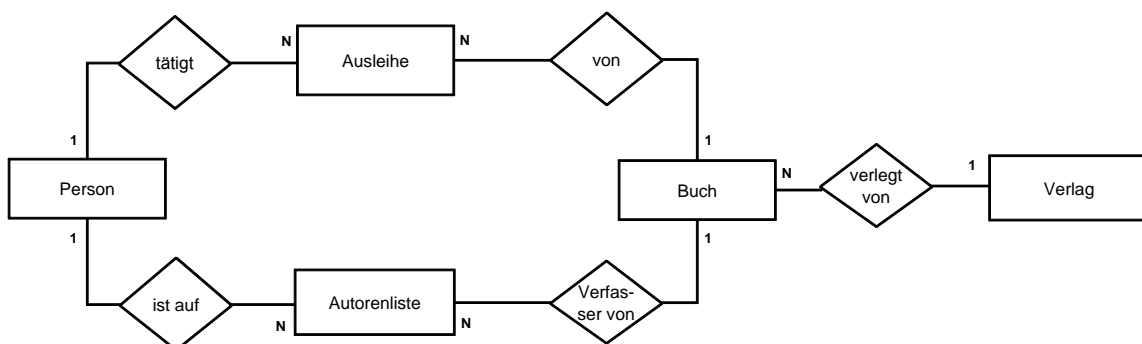 N
N
tätigt
Ausleihe
von
1
1
Person
Buch
N
verlegt
von
1
Verlag
1
1
ist auf
Autorenliste
Verfas-
ser von
N
N